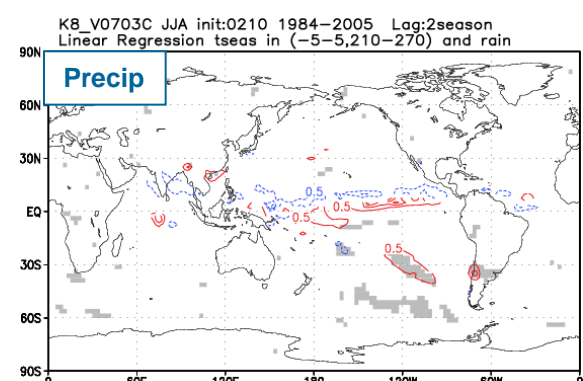 K8_V0703C JJA init:0210 1984-2005 Lag:2season
Linear Regression tseas in (-5-5,210-270) and rain
90N
Precip
60N
30N
0.5
0.5
0.5
EQ
0.5
30S
60S
90S